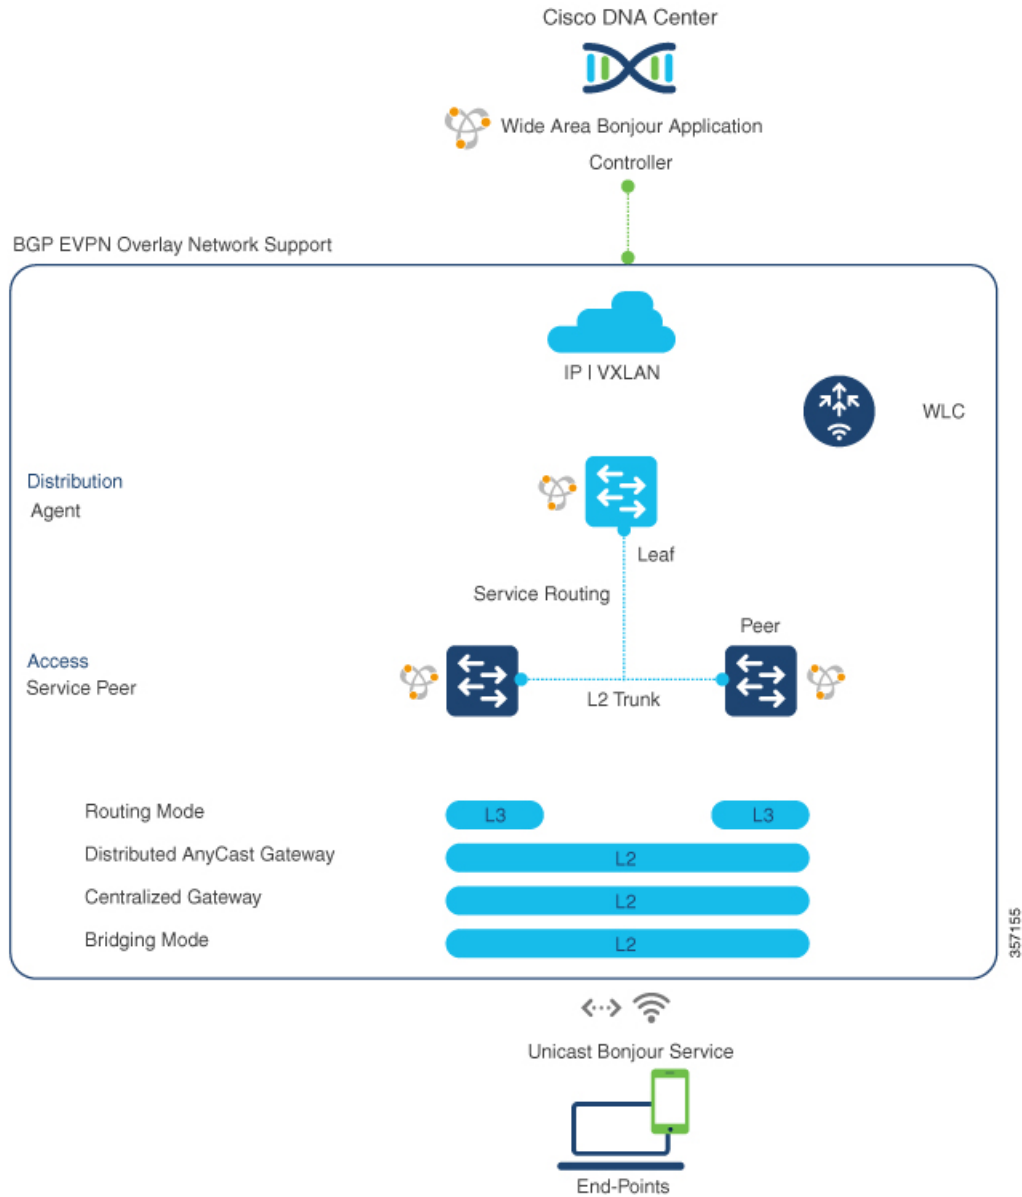 Cisco DNA Center
Wide Area Bonjour Application
Controller
BGP EVPN Overlay Network Support
IP | VXLAN
WLC
Distribution
Agent
Leaf
Service Routing
Peer
Access
Service Peer
L2 Trunk
Routing Mode
L3
L3
Distributed AnyCast Gateway
L2
Centralized Gateway
L2
Bridging Mode
L2
357155
Unicast Bonjour Service
End-Points